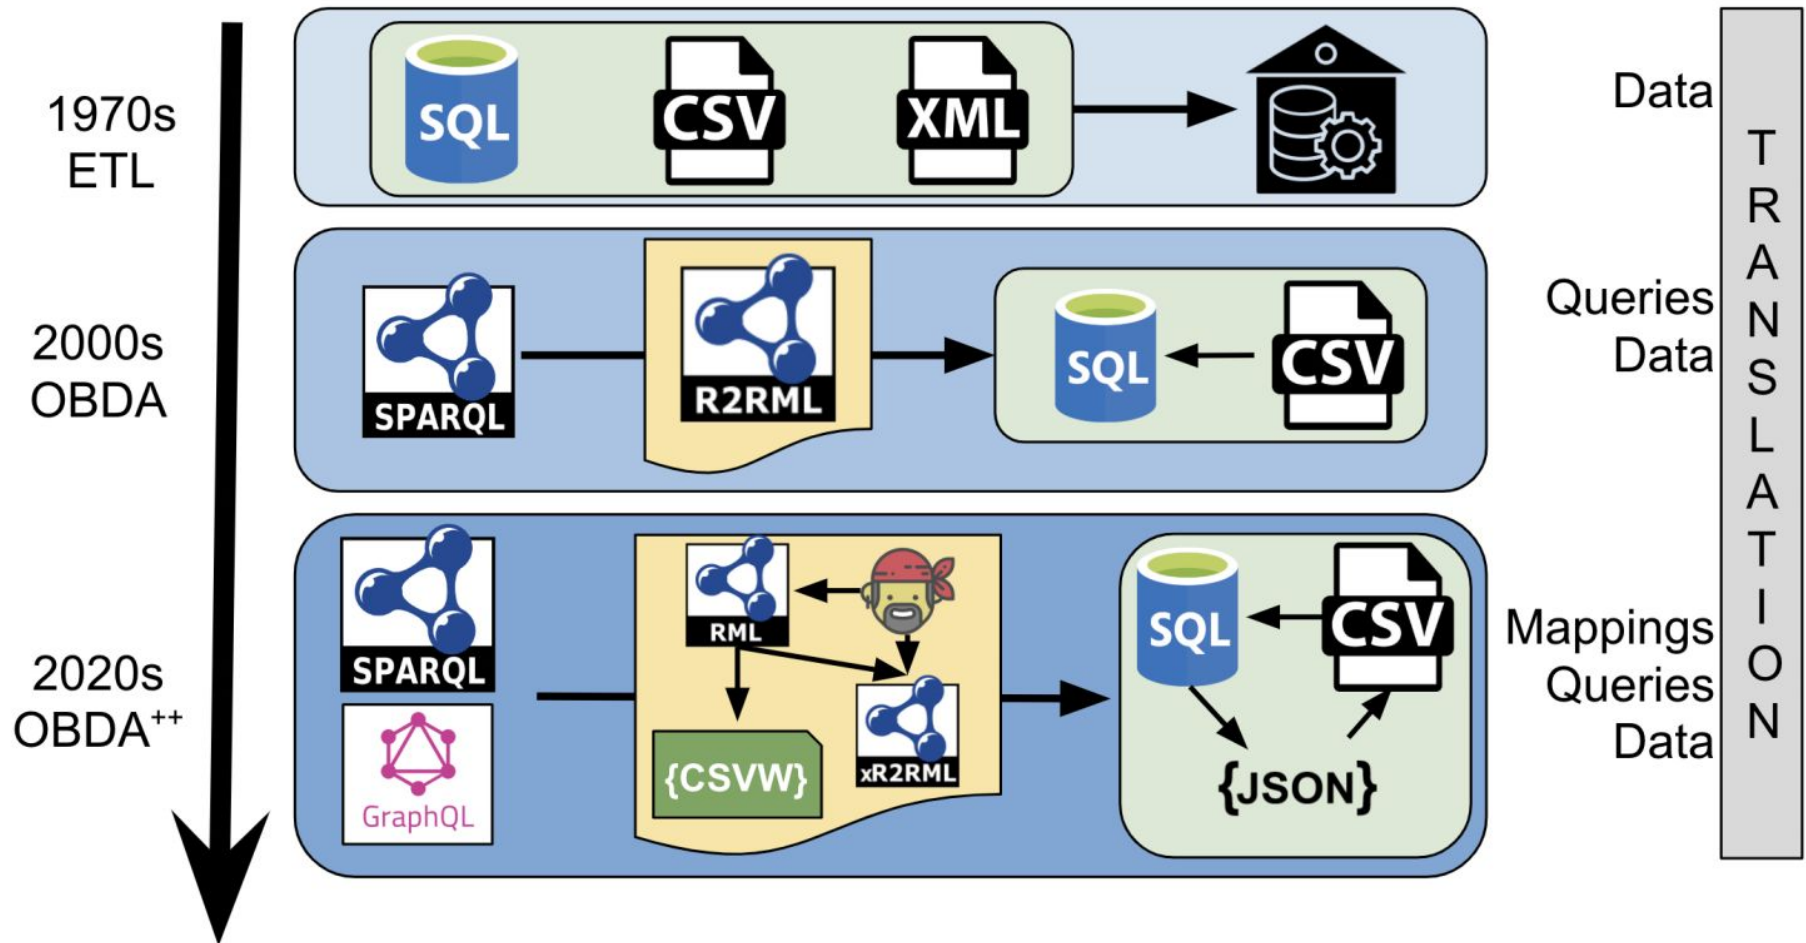 1970s
ETL
SQL
CSV
XML
Data
2000s
OBDA
SPARQL
R2RML
SQL
CSV
Queries
Data
2020s
OBDA++
SPARQL
GraphQL
RML
{CSVW}
xR2RML
SQL
CSV
{JSON}
Mappings
Queries
Data
TRANSLATION